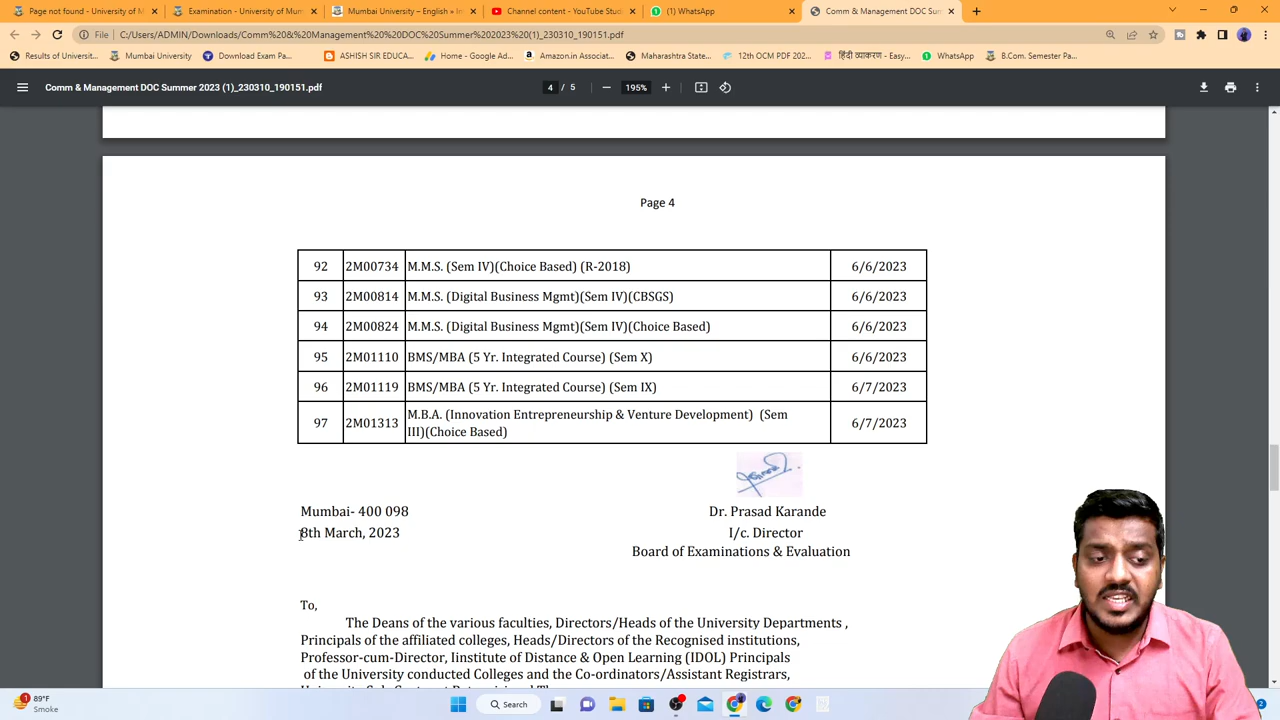 Page not found - University of M
Examination - University of Mum
Mumbai University – English » In
Channel content - YouTube Stud
(1) WhatsApp
Comm & Management DOC Sum
File
C:/Users/ADMIN/Downloads/Comm%20&%20Management%20%20DOC%20Summer%202023%20(1)_230310_190151.pdf
Results of Universit...
Mumbai University
Download Exam Pa...
ASHISH SIR EDUCA...
Home - Google Ad...
Amazon.in Associat...
Maharashtra State...
12th OCM PDF 202...
हिंदी व्याकरण - Easy...
WhatsApp
B.Com. Semester Pa...
Comm & Management DOC Summer 2023 (1)_230310_190151.pdf
4 / 5
195%
Page 4
92 2M00734 M.M.S. (Sem IV)(Choice Based) (R-2018) 6/6/2023
93 2M00814 M.M.S. (Digital Business Mgmt)(Sem IV)(CBSGS) 6/6/2023
94 2M00824 M.M.S. (Digital Business Mgmt)(Sem IV)(Choice Based) 6/6/2023
95 2M01110 BMS/MBA (5 Yr. Integrated Course) (Sem X) 6/6/2023
96 2M01119 BMS/MBA (5 Yr. Integrated Course) (Sem IX) 6/7/2023
97 2M01313 M.B.A. (Innovation Entrepreneurship & Venture Development) (Sem
III)(Choice Based) 6/7/2023
Mumbai- 400 098
Dr. Prasad Karande
8th March, 2023
I/c. Director
Board of Examinations & Evaluation
To,
The Deans of the various faculties, Directors/Heads of the University Departments ,
Principals of the affiliated colleges, Heads/Directors of the Recognised institutions,
Professor-cum-Director, Iinstitute of Distance & Open Learning (IDOL) Principals
of the University conducted Colleges and the Co-ordinators/Assistant Registrars,
89°F
Smoke
Search